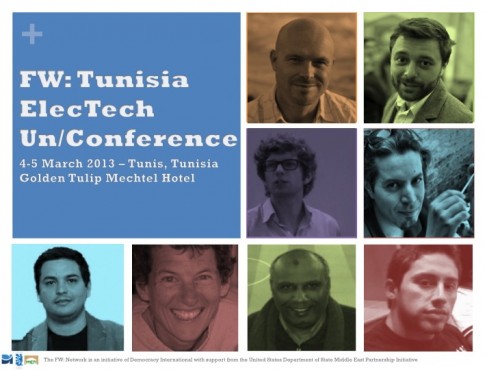 +
FW: Tunisia
ElecTech
Un/Conference
4-5 March 2013 – Tunis, Tunisia
Golden Tulip Mechtel Hotel
The FW: Network is an initiative of Democracy International with support from the United States Department of State Middle East Partnership Initiative